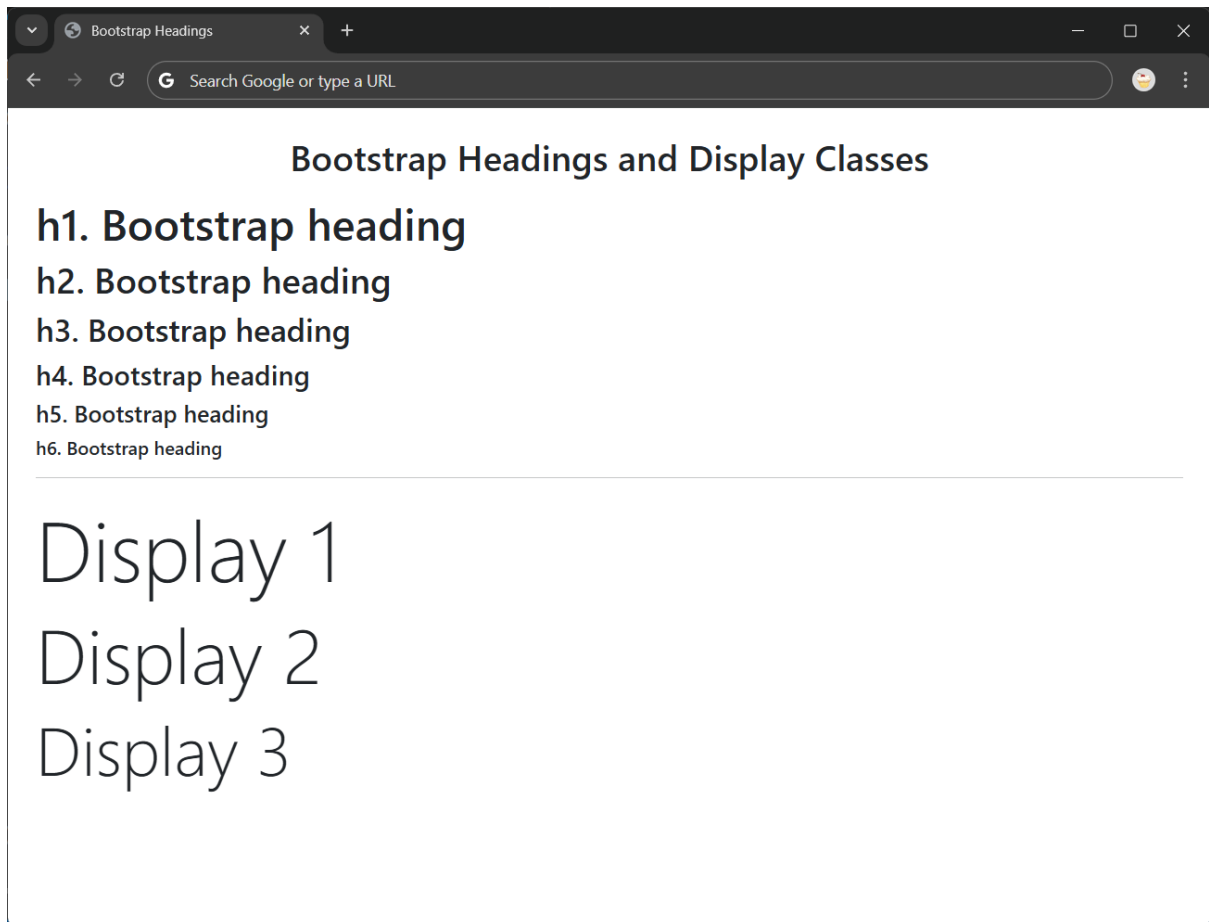 Bootstrap Headings
Search Google or type a URL
Bootstrap Headings and Display Classes
h1. Bootstrap heading
h2. Bootstrap heading
h3. Bootstrap heading
h4. Bootstrap heading
h5. Bootstrap heading
h6. Bootstrap heading
Display 1
Display 2
Display 3